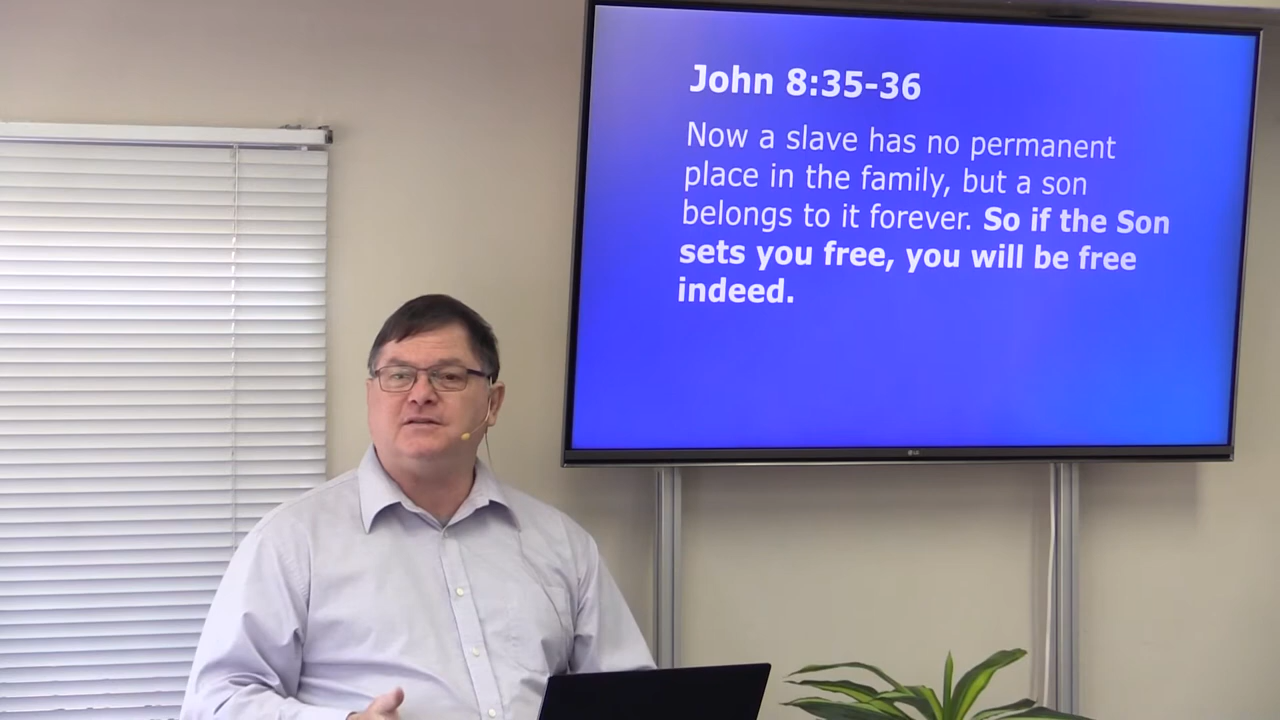 John 8:35-36
Now a slave has no permanent
place in the family, but a son
belongs to it forever. So if the Son
sets you free, you will be free
indeed.
LG